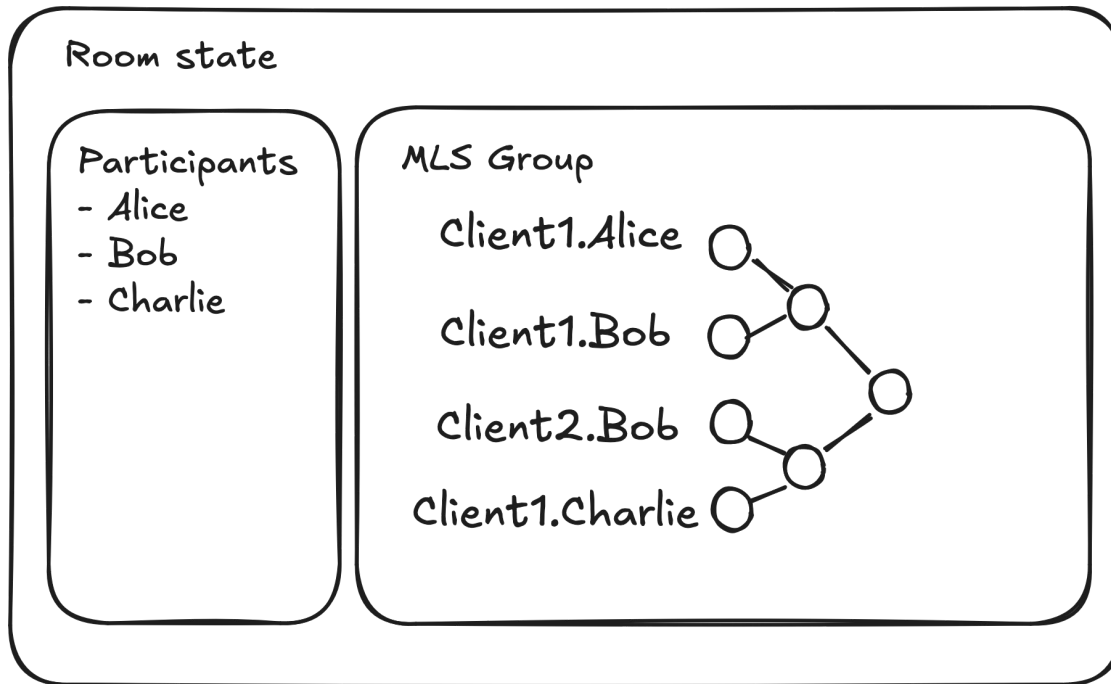 Room state
Participants
- Alice
- Bob
- Charlie
MLS Group
Client1.Alice
Client1.Bob
Client2.Bob
Client1.Charlie